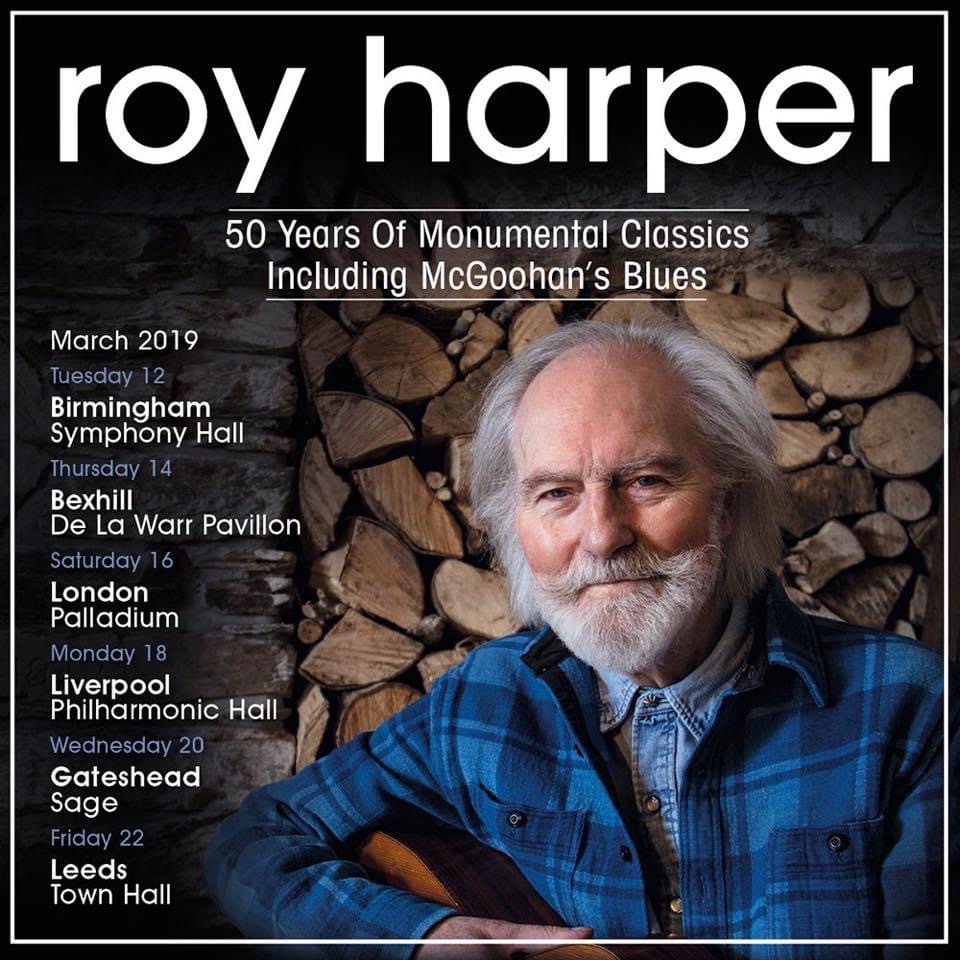 roy harper
50 Years Of Monumental Classics
Including McGoohan's Blues
March 2019
Tuesday 12
Birmingham
Symphony Hall
Thursday 14
Bexhill
De La Warr Pavillon
Saturday 16
London
Palladium
Monday 18
Liverpool
Philharmonic Hall
Wednesday 20
Gateshead
Sage
Friday 22
Leeds
Town Hall